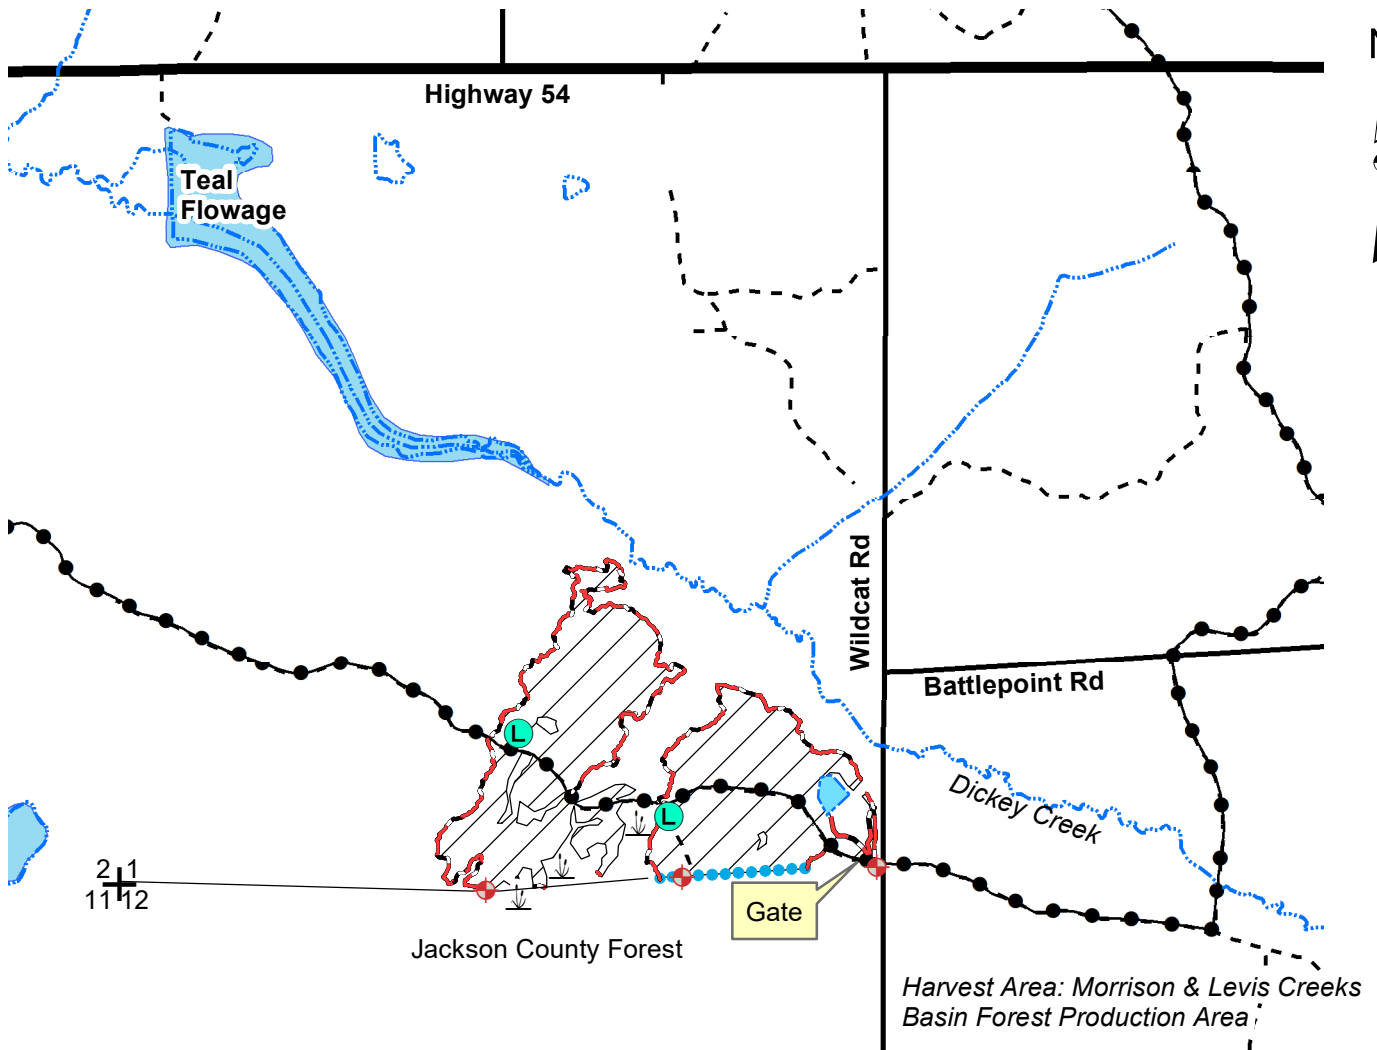 N
Highway 54
Teal
Flowage
Wildcat Rd
Battlepoint Rd
L
Dickey Creek
L
2 1
11 12
Gate
Jackson County Forest
Harvest Area: Morrison & Levis Creeks
Basin Forest Production Area